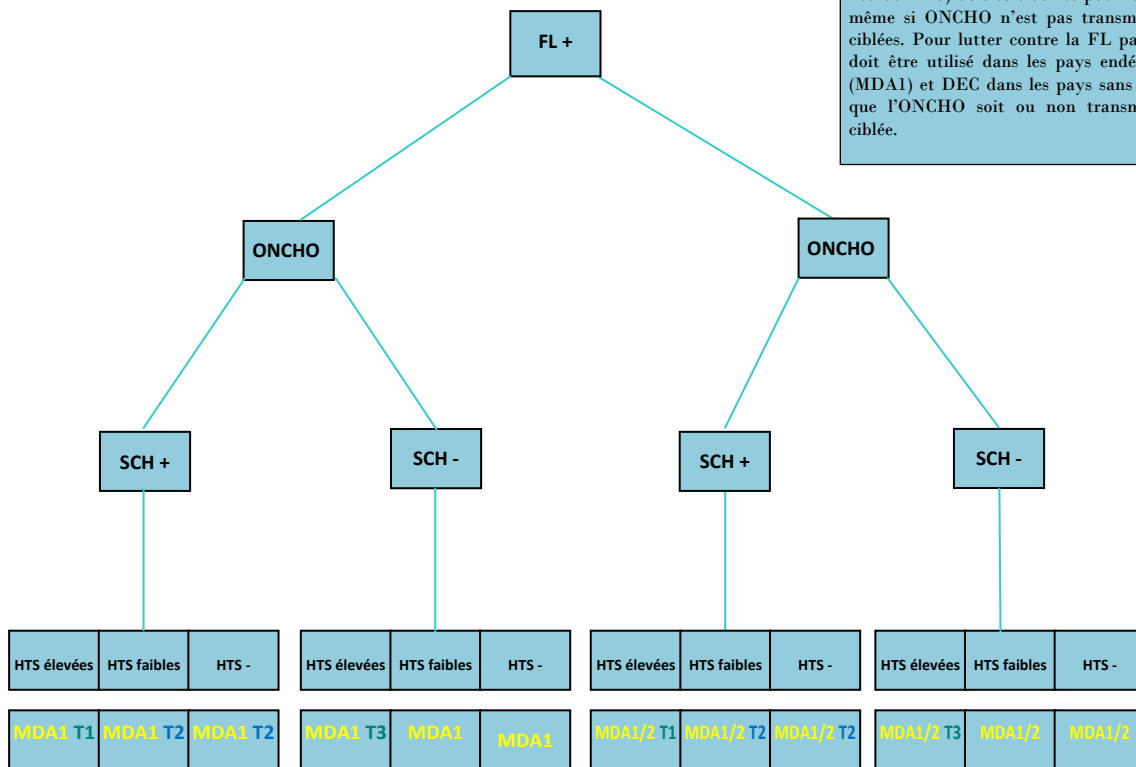 même si ONCHO n'est pas
ciblées. Pour lutter contre la FL
doit être utilisé dans les pays
(MDA1) et DEC dans les pays sans
que l'ONCHO soit ou non
ciblée.
FL +
ONCHO ONCHO
SCH + SCH - SCH + SCH -
HTS élevées HTS faibles HTS - HTS élevées HTS faibles HTS - HTS élevées HTS faibles HTS - HTS élevées HTS faibles HTS -
MDA1 T1 MDA1 T2 MDA1 T2 MDA1 T3 MDA1 MDA1 MDA1/2 T1 MDA1/2 T2 MDA1/2 T2 MDA1/2 T3 MDA1/2 MDA1/2